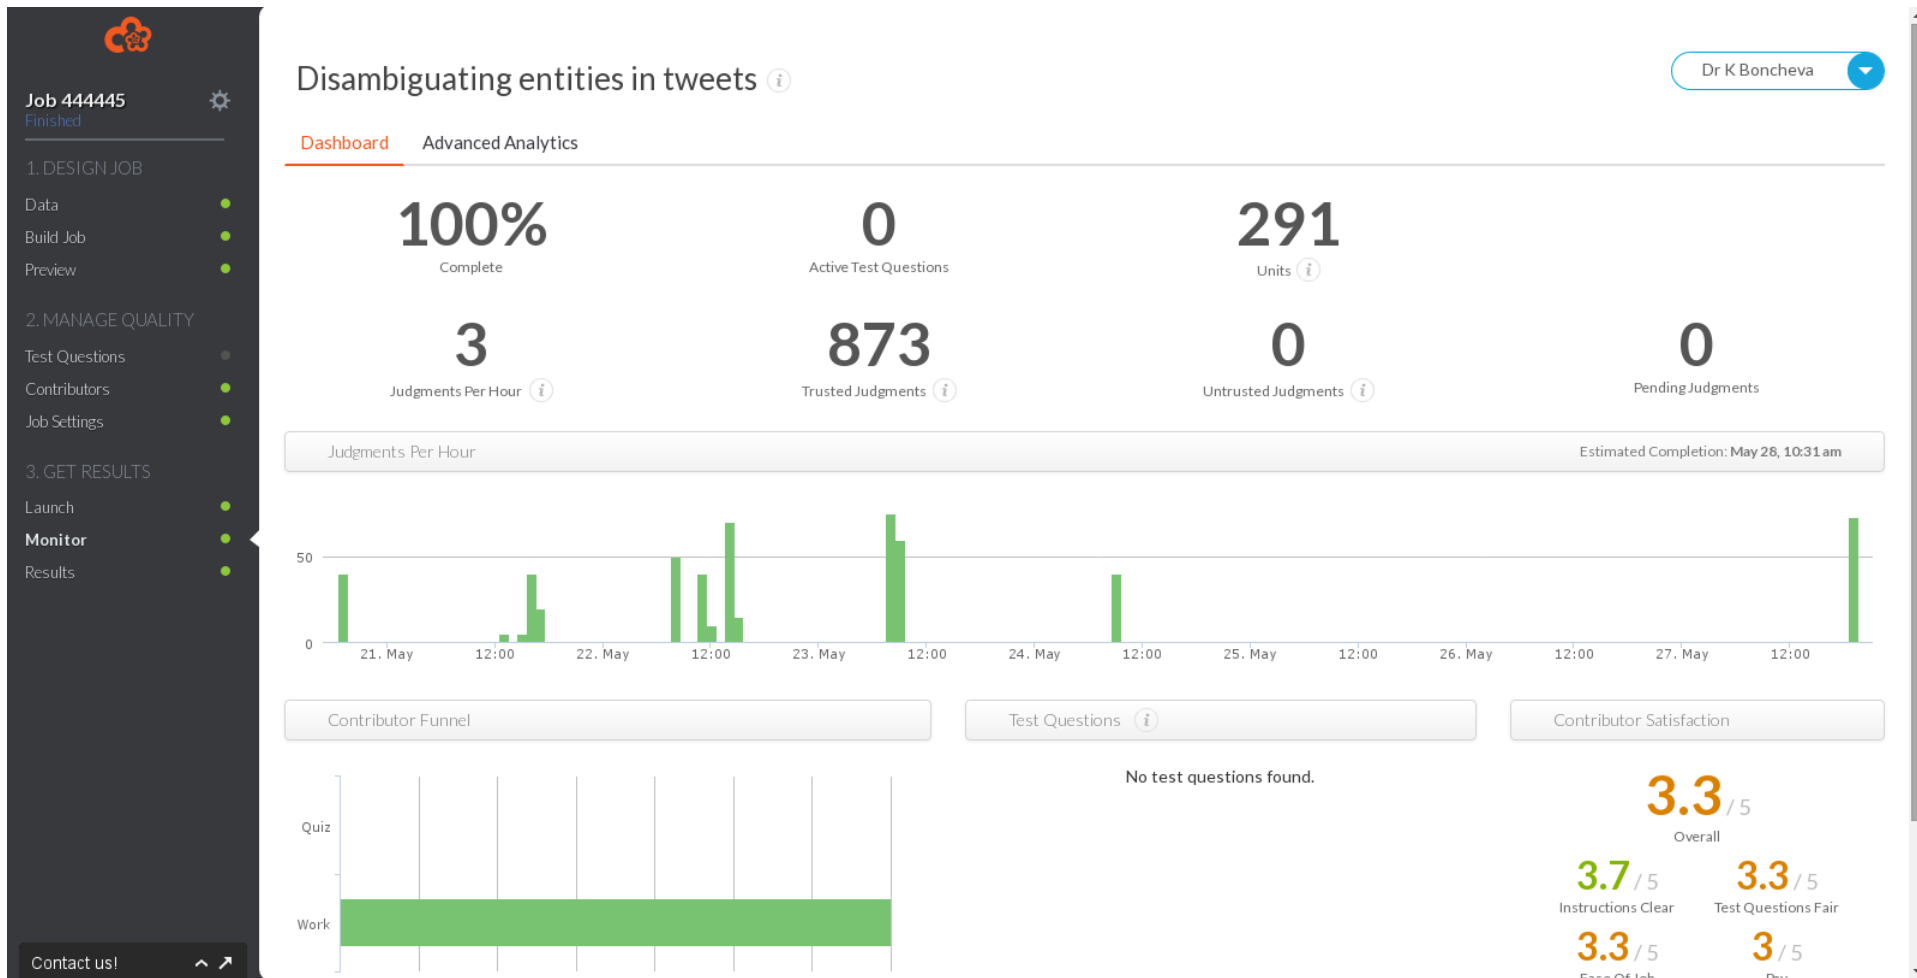 Job 444445
Finished
1. DESIGN JOB
Data
Build Job
Preview
2. MANAGE QUALITY
Test Questions
Contributors
Job Settings
3. GET RESULTS
Launch
Monitor
Results
Contact us!
Disambiguating entities in tweets i
Dr K Boncheva
Dashboard Advanced Analytics
100% 0 291
Complete Active Test Questions Units i
3 873 0 0
Judgments Per Hour i Trusted Judgments i Untrusted Judgments i Pending Judgments
Judgments Per Hour Estimated Completion: May 28, 10:31 am
50
0
21. May 12:00 22. May 12:00 23. May 12:00 24. May 12:00 25. May 12:00 26. May 12:00 27. May 12:00
Contributor Funnel Test Questions i Contributor Satisfaction
Quiz
Work
No test questions found.
3.3 / 5
Overall
3.7 / 5 3.3 / 5
Instructions Clear Test Questions Fair
3.3 / 5 3 / 5
Ease Of Job Pay